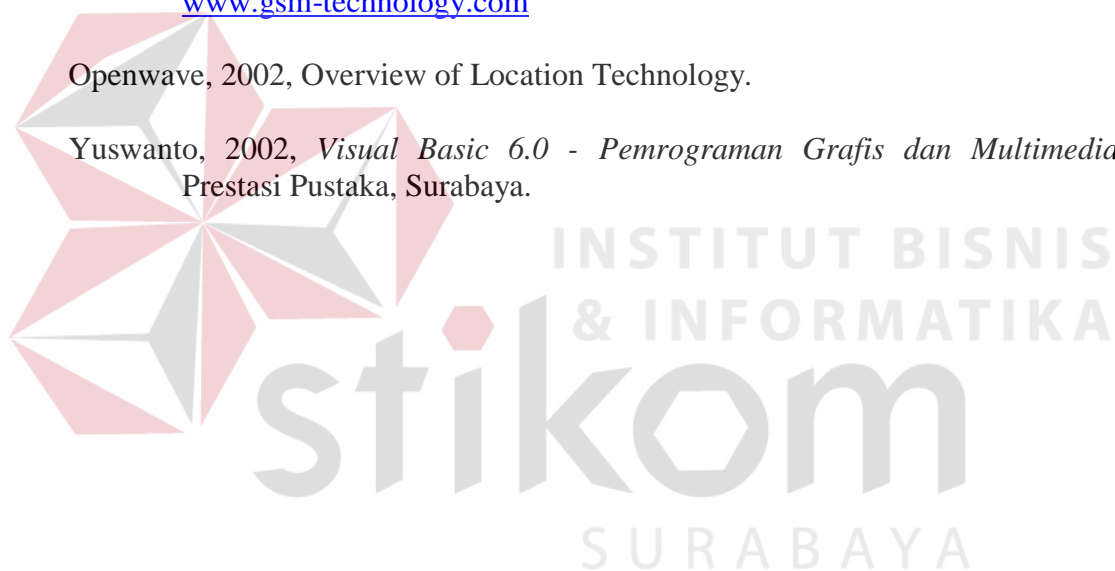 www.gsm-technology.com
Openwave, 2002, Overview of Location Technology.
Yuswanto, 2002, Visual Basic 6.0 - Pemrograman Grafis dan Multimedia
Prestasi Pustaka, Surabaya.
INSTITUT BISNIS
& INFORMATIKA
stikom
SURABAYA